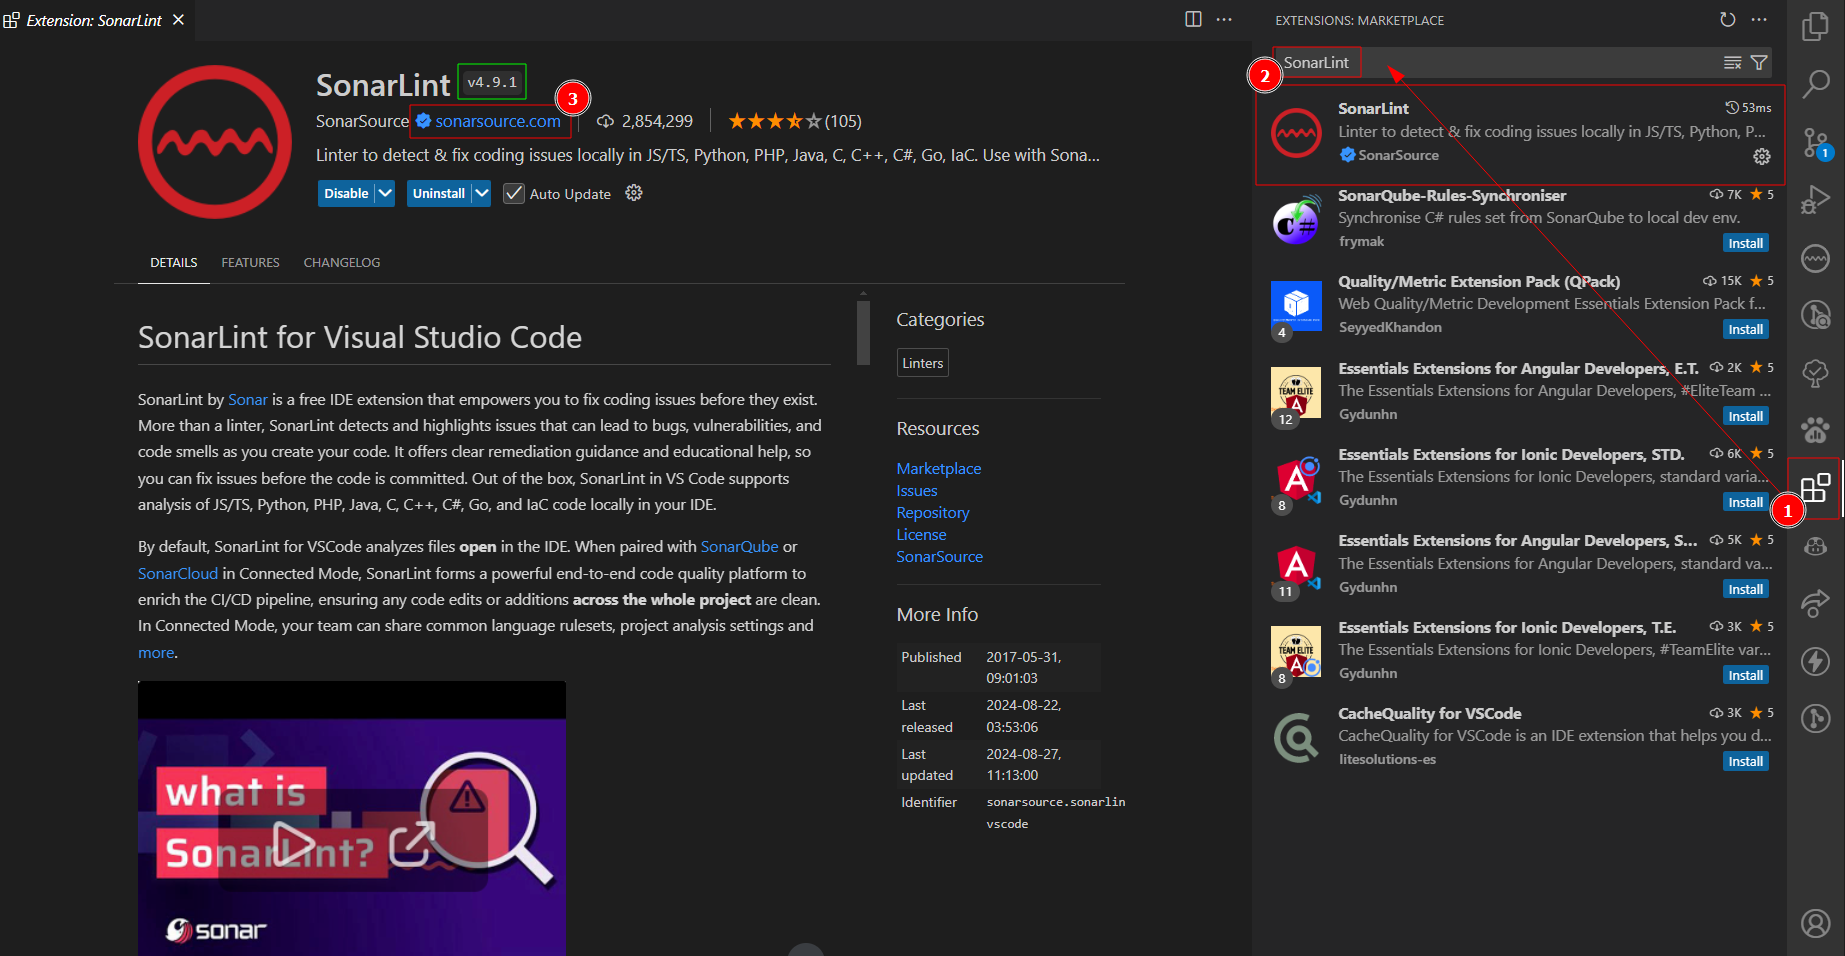 Extension: SonarLint
SonarLint v4.9.1
3
SonarSource sonarsource.com 2,854,299 (105)
Linter to detect & fix coding issues locally in JS/TS, Python, PHP, Java, C, C++, C#, Go, IaC. Use with Sona...
Disable Uninstall Auto Update
DETAILS FEATURES CHANGELOG
SonarLint for Visual Studio Code
SonarLint by Sonar is a free IDE extension that empowers you to fix coding issues before they exist.
More than a linter, SonarLint detects and highlights issues that can lead to bugs, vulnerabilities, and
code smells as you create your code. It offers clear remediation guidance and educational help, so
you can fix issues before the code is committed. Out of the box, SonarLint in VS Code supports
analysis of JS/TS, Python, PHP, Java, C, C++, C#, Go, and IaC code locally in your IDE.
By default, SonarLint for VSCode analyzes files open in the IDE. When paired with SonarQube or
SonarCloud in Connected Mode, SonarLint forms a powerful end-to-end code quality platform to
enrich the CI/CD pipeline, ensuring any code edits or additions across the whole project are clean.
In Connected Mode, your team can share common language rulesets, project analysis settings and
more.
what is
SonarLint?
sonar
Categories
Linters
Resources
Marketplace
Issues
Repository
License
SonarSource
More Info
Published 2017-05-31,
09:01:03
Last 2024-08-22,
released 03:53:06
Last 2024-08-27,
updated 11:13:00
Identifier sonarsource.sonarlin
vscode
EXTENSIONS: MARKETPLACE
2
SonarLint
SonarLint 53ms
Linter to detect & fix coding issues locally in JS/TS, Python, P...
SonarSource
SonarQube-Rules-Synchroniser 7K 5
Synchronise C# rules set from SonarQube to local dev env.
frymak Install
C#
Quality/Metric Extension Pack (QPack) 15K 5
Web Quality/Metric Development Essentials Extension Pack f...
4 SeyyedKhandon Install
Essentials Extensions for Angular Developers, E.T. 2K 5
The Essentials Extensions for Angular Developers, #EliteTeam ...
TEAM ELITE
A
12 Gydunhn Install
Essentials Extensions for Ionic Developers, STD. 6K 5
The Essentials Extensions for Ionic Developers, standard varia...
A
8 Gydunhn Install
Essentials Extensions for Angular Developers, S... 5K 5
The Essentials Extensions for Angular Developers, standard va...
A
11 Gydunhn Install
Essentials Extensions for Ionic Developers, T.E. 3K 5
The Essentials Extensions for Ionic Developers, #TeamElite var...
TEAM ELITE
A
8 Gydunhn Install
CacheQuality for VSCode 3K 5
CacheQuality for VSCode is an IDE extension that helps you d...
litesolutions-es Install
1
1